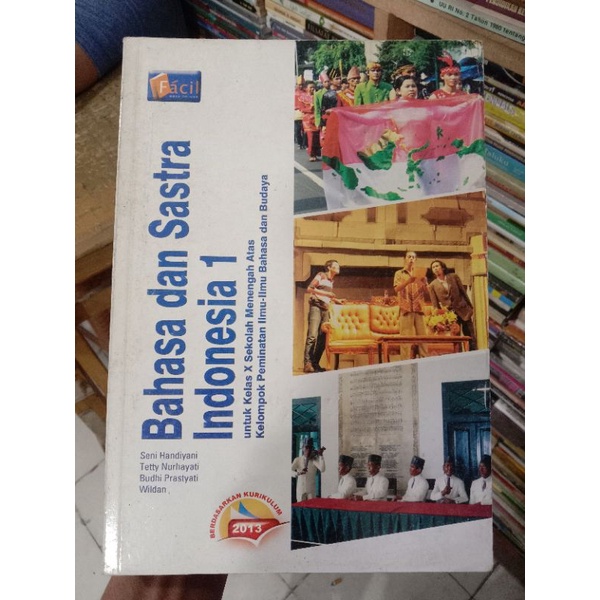 Fácil
Bahasa dan Sastra
Indonesia 1
untuk Kelas X Sekolah Menengah Atas
Kelompok Peminatan Ilmu-Ilmu Bahasa dan Budaya
Seni Handiyani
Tetty Nurhayati
Budhi Prastyati
Wildan
BERDASARKAN KURIKULUM
2013